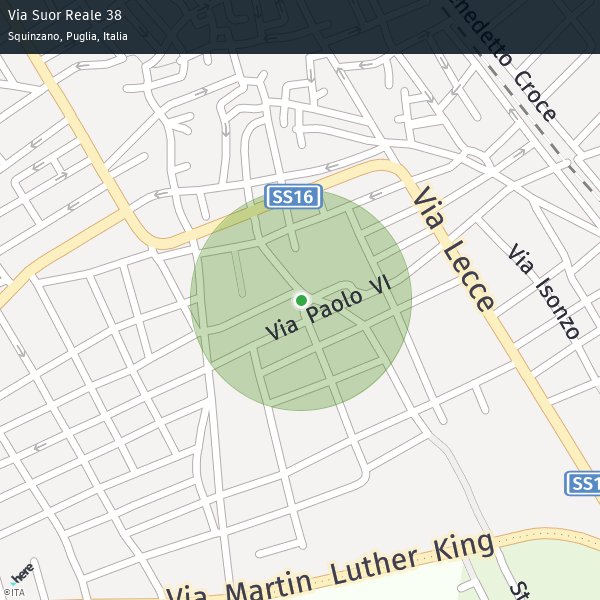 Via Suor Reale 38
Squinzano, Puglia, Italia
Benedetto Croce
SS16
Via Lecce
Via Isonzo
Via Paolo VI
Via Martin Luther King
here
©ITA